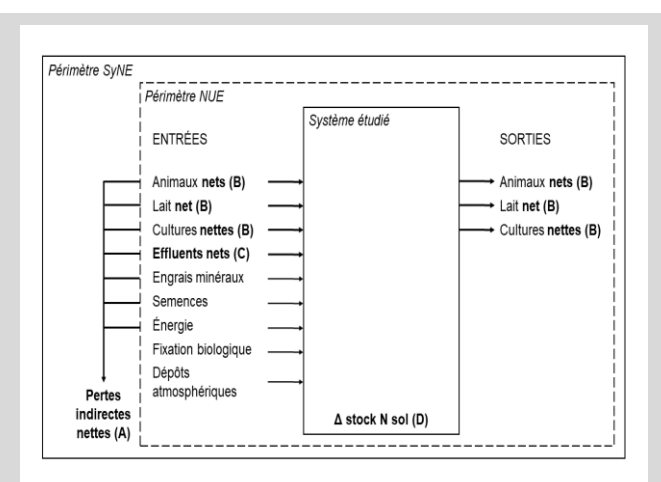 Périmètre SyNE
Périmètre NUE
Système étudié
ENTRÉES
SORTIES
Animaux nets (B)
Animaux nets (B)
Lait net (B)
Lait net (B)
Cultures nettes (B)
Cultures nettes (B)
Effluents nets (C)
Engrais minéraux
Semences
Énergie
Fixation biologique
Dépôts
atmosphériques
Pertes
indirectes
nettes (A)
Δ stock N sol (D)